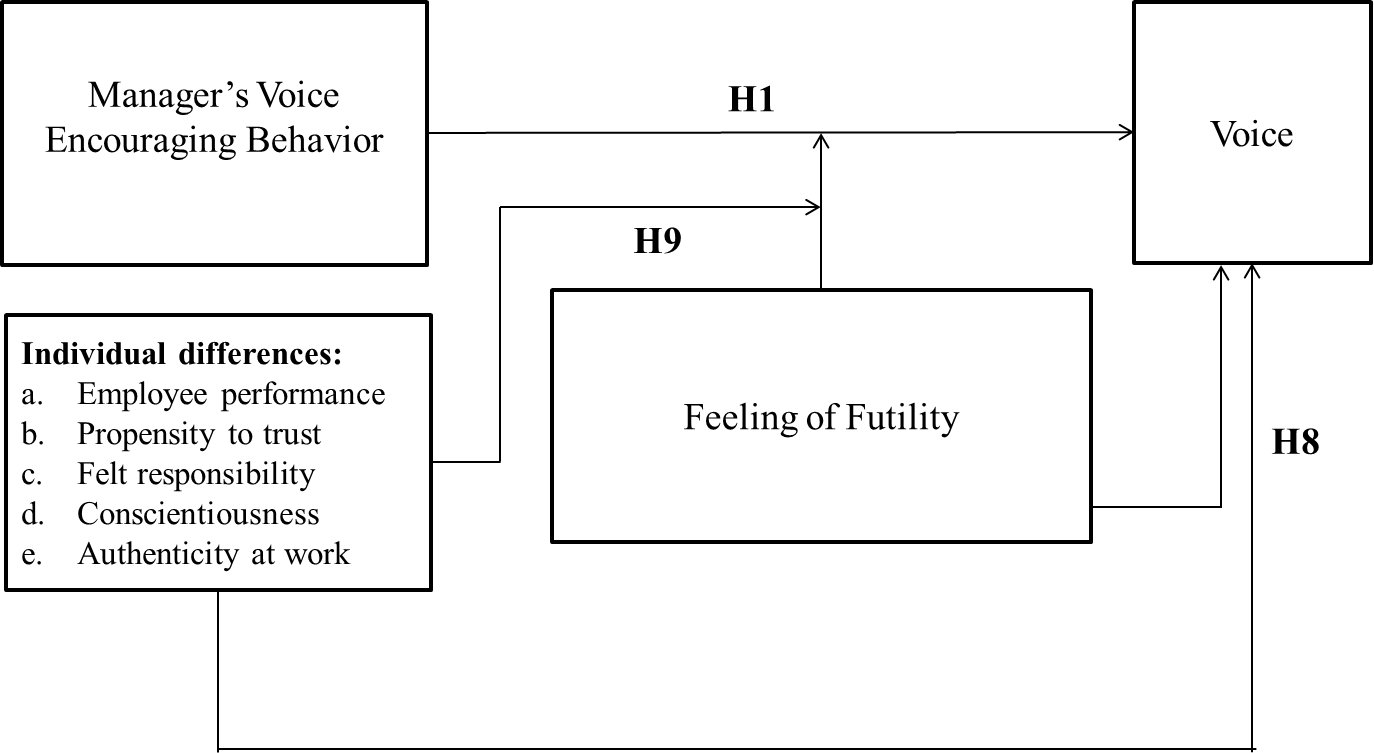 Manager’s Voice
Encouraging Behavior
H1
Voice
H9
Individual differences:
a. Employee performance
b. Propensity to trust
c. Felt responsibility
d. Conscientiousness
e. Authenticity at work
Feeling of Futility
H8